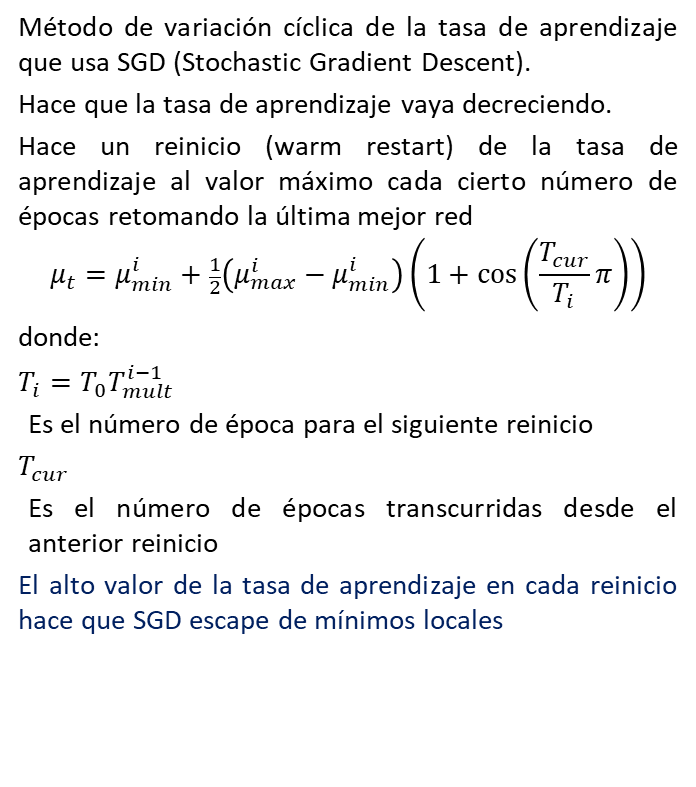 Método de variación cíclica de la tasa de aprendizaje
que usa SGD (Stochastic Gradient Descent).
Hace que la tasa de aprendizaje vaya decreciendo.
Hace un reinicio (warm restart) de la tasa de
aprendizaje al valor máximo cada cierto número de
épocas retomando la última mejor red
$\mu_t = \mu_{min}^i + \frac{1}{2}(\mu_{max}^i - \mu_{min}^i)\left(1 + \cos\left(\frac{T_{cur}}{T_i}\pi\right)\right)$
donde:
$T_i = T_0 T_{mult}^{i-1}$
Es el número de época para el siguiente reinicio
$T_{cur}$
Es el número de épocas transcurridas desde el
anterior reinicio
El alto valor de la tasa de aprendizaje en cada reinicio
hace que SGD escape de mínimos locales